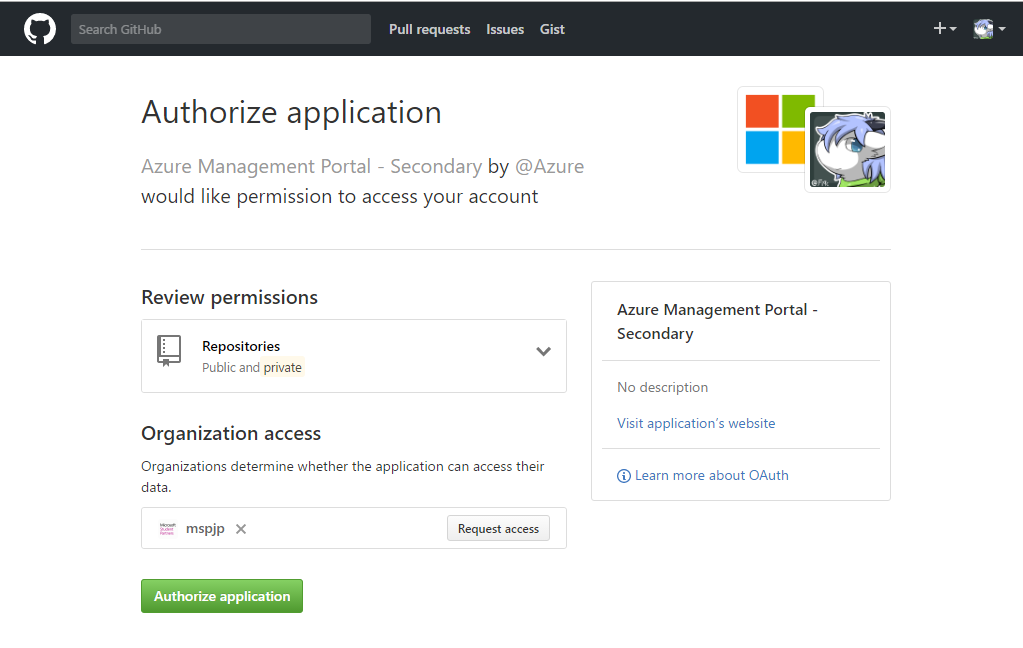 Search GitHub
Pull requests
Issues
Gist
Authorize application
Azure Management Portal - Secondary by @Azure
would like permission to access your account
Review permissions
Repositories
Public and private
Organization access
Organizations determine whether the application can access their
data.
Microsoft
Student
Partners
mspjp
Request access
Authorize application
Azure Management Portal -
Secondary
No description
Visit application's website
Learn more about OAuth